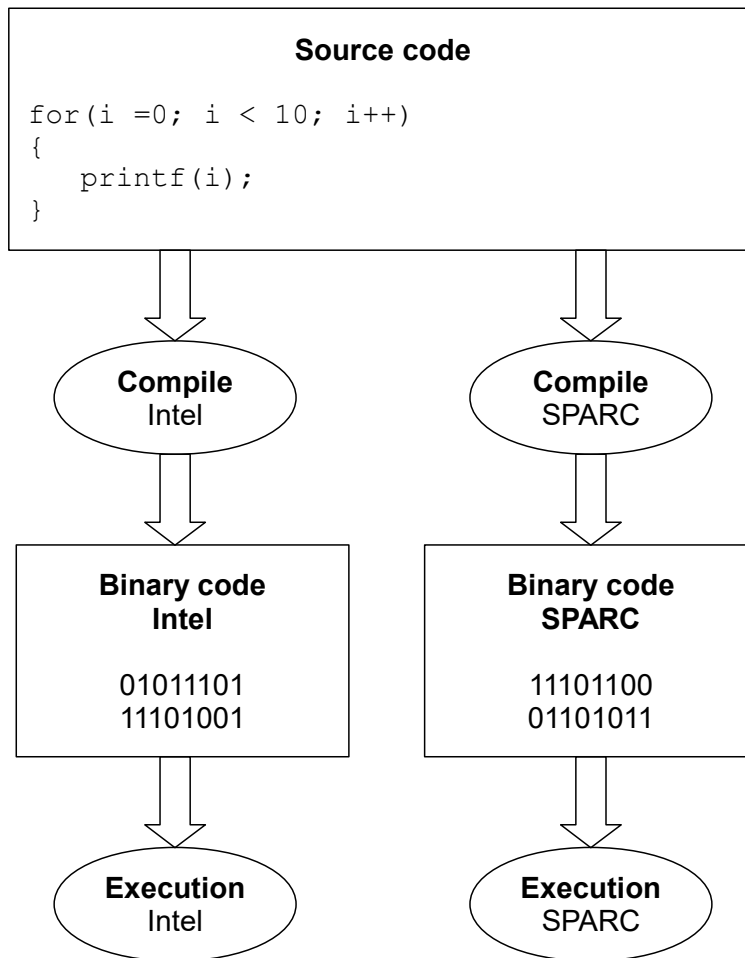 Source code
for(i =0; i < 10; i++)
{
   printf(i);
}
Compile
Intel
Compile
SPARC
Binary code
Intel
01011101
11101001
Binary code
SPARC
11101100
01101011
Execution
Intel
Execution
SPARC